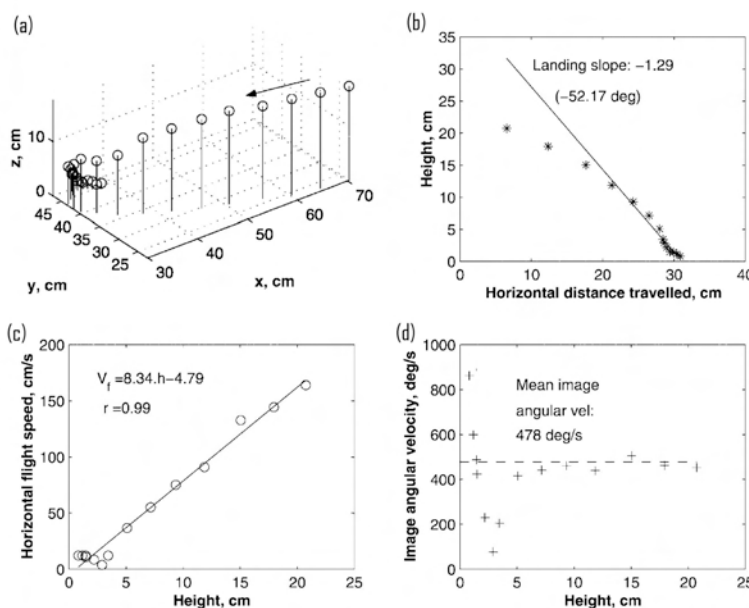 (a)
z, cm
10
0
45
40
35
30
25
y, cm
30
40
50
60
70
x, cm
(b)
35
30
25
20
15
10
5
0
Height, cm
Landing slope: −1.29
(−52.17 deg)
0
10
20
30
40
Horizontal distance travelled, cm
(c)
200
150
100
50
0
Horizontal flight speed, cm/s
V_f =8.34.h−4.79
r =0.99
0
5
10
15
20
25
Height, cm
(d)
1000
800
600
400
200
0
Image angular velocity, deg/s
Mean image
angular vel:
478 deg/s
0
5
10
15
20
25
Height, cm